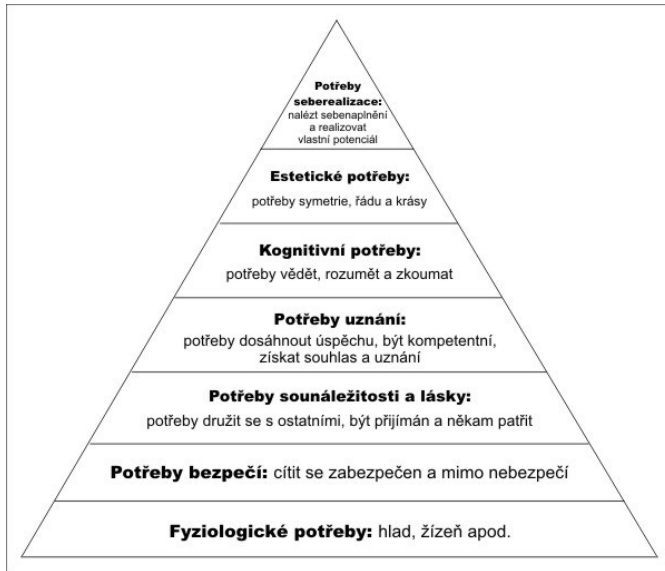 Potřeby
seberealizace:
nalézt sebenaplnění
a realizovat
vlastní potenciál
Estetické potřeby:
potřeby symetrie, řádu a krásy
Kognitivní potřeby:
potřeby vědět, rozumět a zkoumat
Potřeby uznání:
potřeby dosáhnout úspěchu, být kompetentní,
získat souhlas a uznání
Potřeby sounáležitosti a lásky:
potřeby družit se s ostatními, být přijímán a někam patřit
Potřeby bezpečí: cítit se zabezpečen a mimo nebezpečí
Fyziologické potřeby: hlad, žízeň apod.